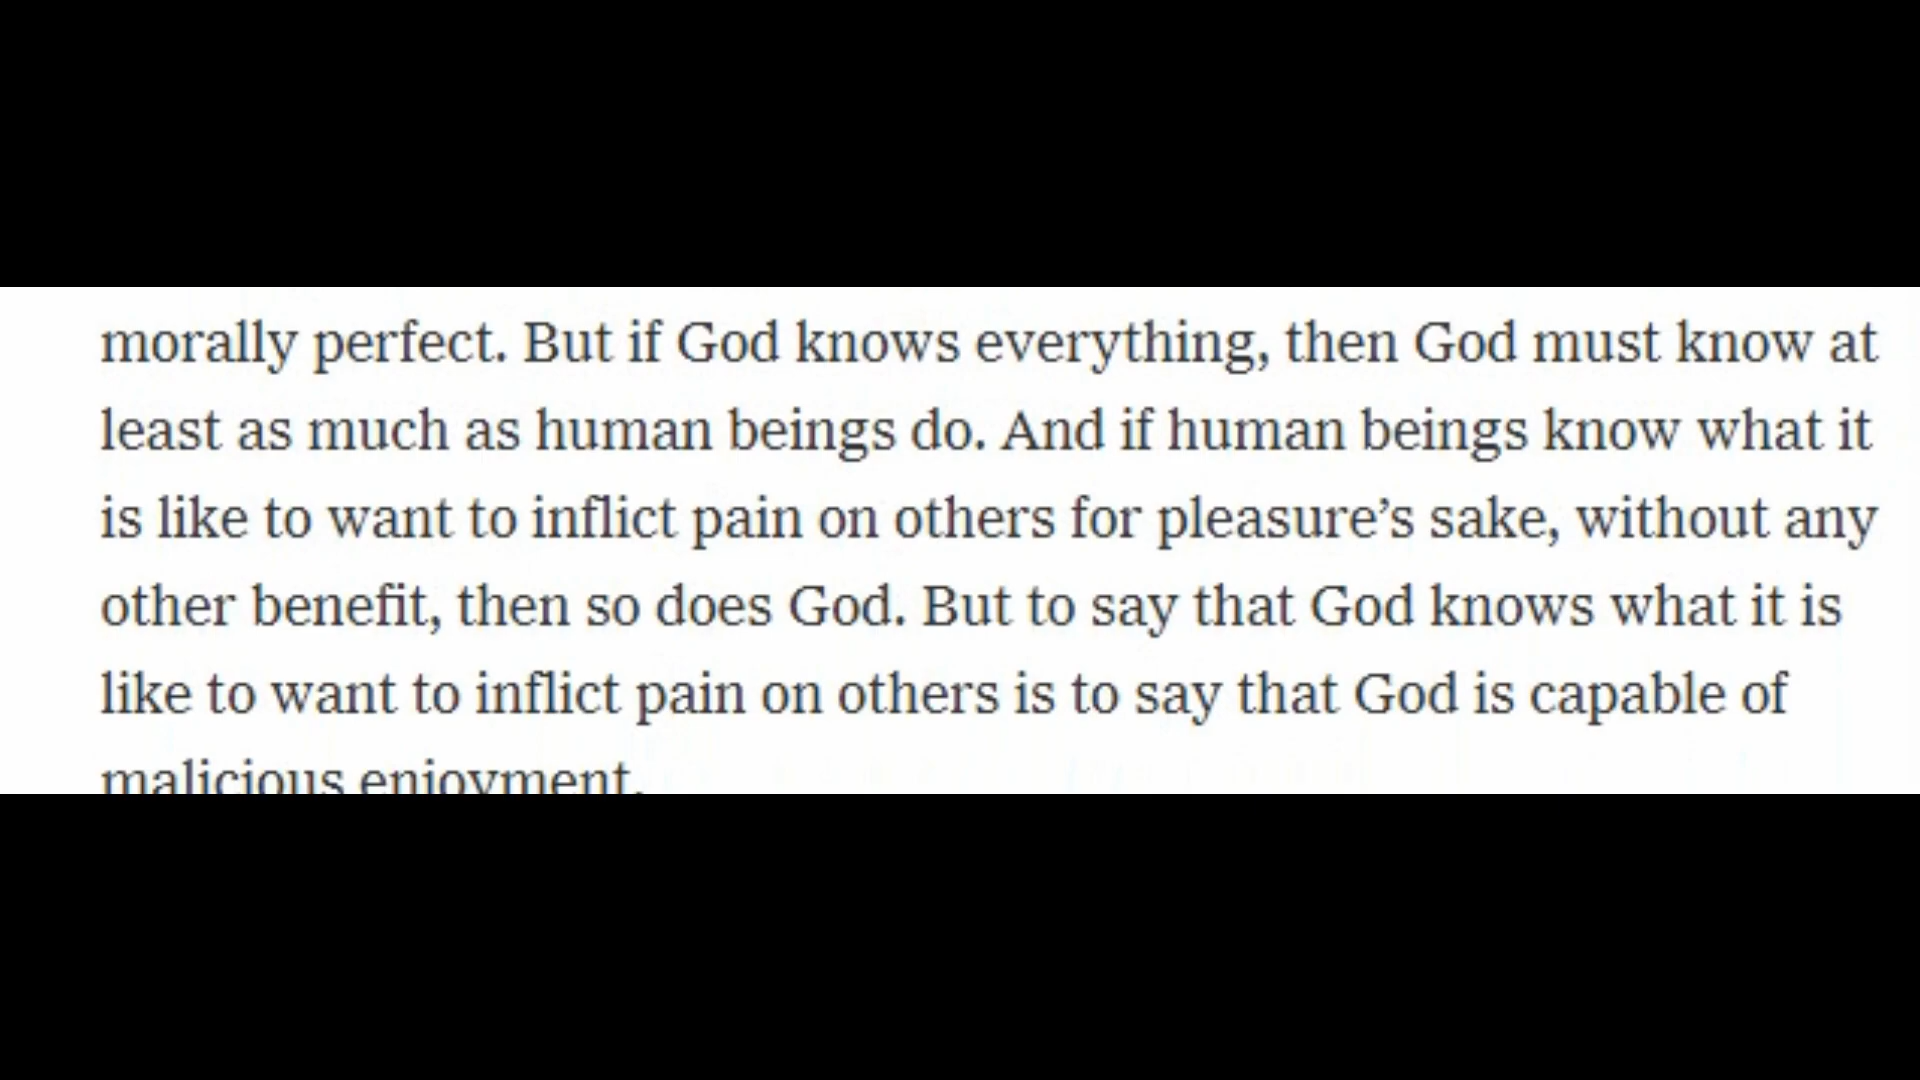 morally perfect. But if God knows everything, then God must know at
least as much as human beings do. And if human beings know what it
is like to want to inflict pain on others for pleasure’s sake, without any
other benefit, then so does God. But to say that God knows what it is
like to want to inflict pain on others is to say that God is capable of
malicious enjoyment.